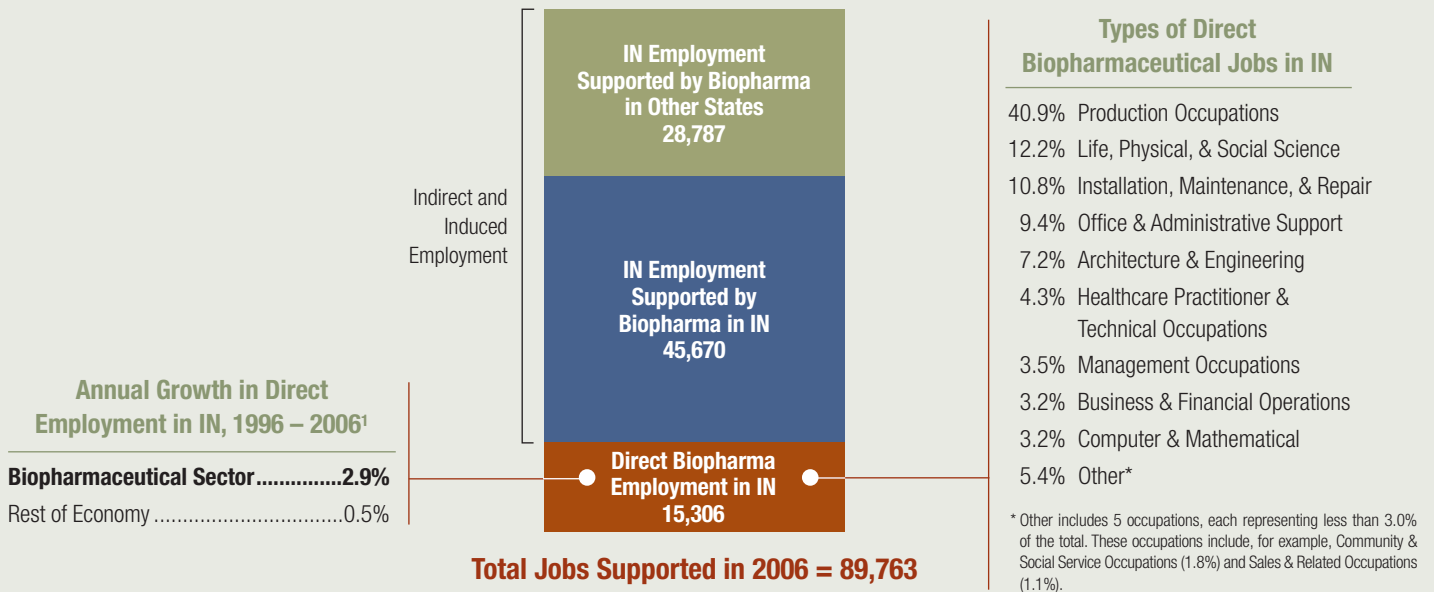 IN Employment
Supported by Biopharma
in Other States
28,787
Indirect and
Induced
Employment
IN Employment
Supported by
Biopharma in IN
45,670
Annual Growth in Direct
Employment in IN, 1996 – 2006¹
Biopharmaceutical Sector..............2.9%
Rest of Economy ................................0.5%
Direct Biopharma
Employment in IN
15,306
Total Jobs Supported in 2006 = 89,763
Types of Direct
Biopharmaceutical Jobs in IN
40.9% Production Occupations
12.2% Life, Physical, & Social Science
10.8% Installation, Maintenance, & Repair
9.4% Office & Administrative Support
7.2% Architecture & Engineering
4.3% Healthcare Practitioner &
Technical Occupations
3.5% Management Occupations
3.2% Business & Financial Operations
3.2% Computer & Mathematical
5.4% Other*
* Other includes 5 occupations, each representing less than 3.0%
of the total. These occupations include, for example, Community &
Social Service Occupations (1.8%) and Sales & Related Occupations
(1.1%).